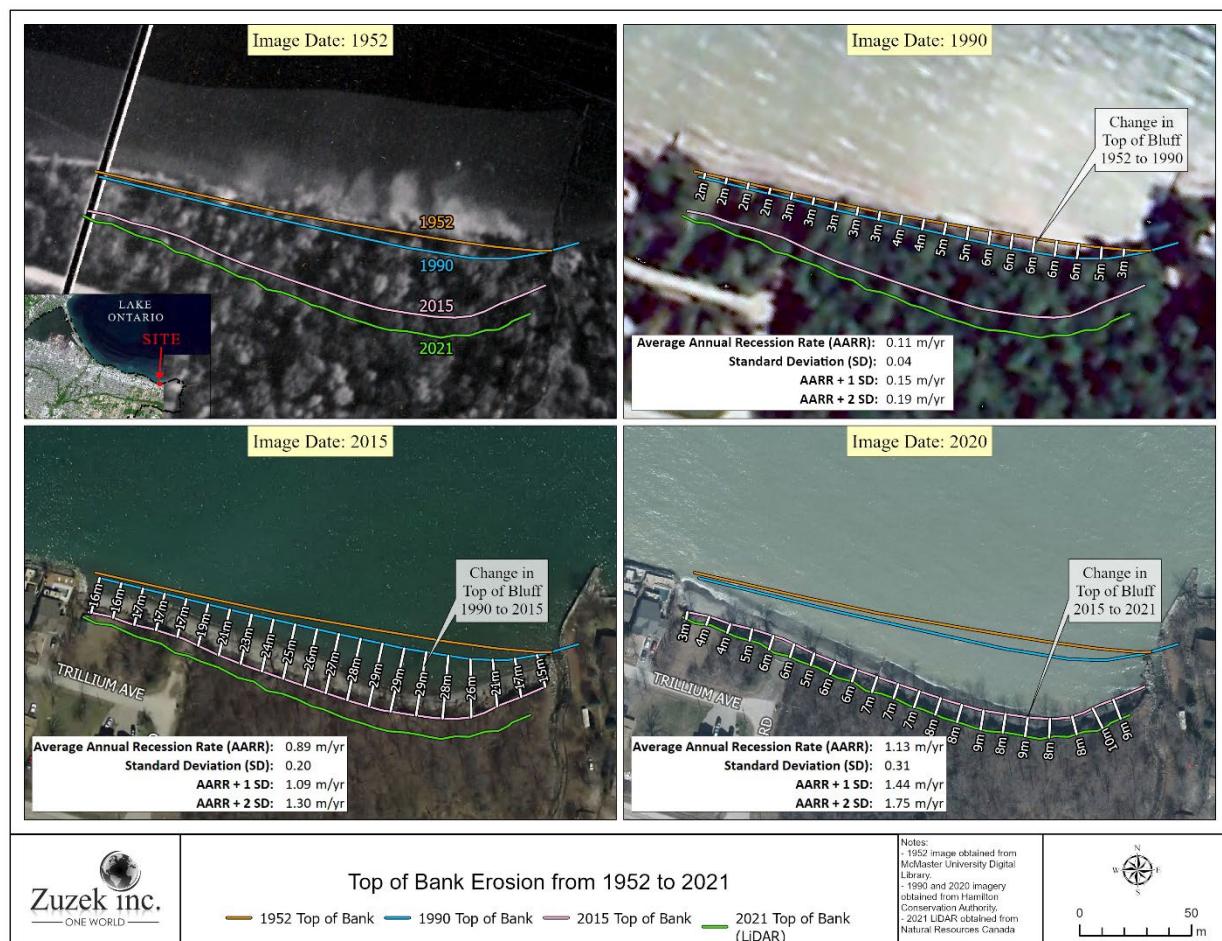 Image Date: 1952
1952
1990
2015
2021
LAKE
ONTARIO
SITE
Image Date: 1990
Change in
Top of Bluff
1952 to 1990
2m
2m
2m
2m
3m
3m
3m
3m
3m
4m
4m
5m
5m
6m
6m
6m
6m
6m
5m
3m
Average Annual Recession Rate (AARR): 0.11 m/yr
Standard Deviation (SD): 0.04
AARR + 1 SD: 0.15 m/yr
AARR + 2 SD: 0.19 m/yr
Image Date: 2015
Change in
Top of Bluff
1990 to 2015
16m
16m
17m
17m
17m
19m
21m
23m
24m
25m
26m
27m
28m
29m
29m
29m
28m
26m
21m
17m
15m
TRILLIUM AVE
Average Annual Recession Rate (AARR): 0.89 m/yr
Standard Deviation (SD): 0.20
AARR + 1 SD: 1.09 m/yr
AARR + 2 SD: 1.30 m/yr
Image Date: 2020
Change in
Top of Bluff
2015 to 2021
3m
4m
4m
5m
6m
6m
5m
6m
6m
7m
7m
7m
8m
8m
9m
8m
9m
8m
8m
10m
9m
TRILLIUM AVE
RD
Average Annual Recession Rate (AARR): 1.13 m/yr
Standard Deviation (SD): 0.31
AARR + 1 SD: 1.44 m/yr
AARR + 2 SD: 1.75 m/yr
Zuzek inc.
ONE WORLD
Top of Bank Erosion from 1952 to 2021
1952 Top of Bank
1990 Top of Bank
2015 Top of Bank
2021 Top of Bank
(LiDAR)
Notes:
- 1952 image obtained from
McMaster University Digital
Library.
- 1990 and 2020 imagery
obtained from Hamilton
Conservation Authority.
- 2021 LiDAR obtained from
Natural Resources Canada
N
W
E
S
0
50
m